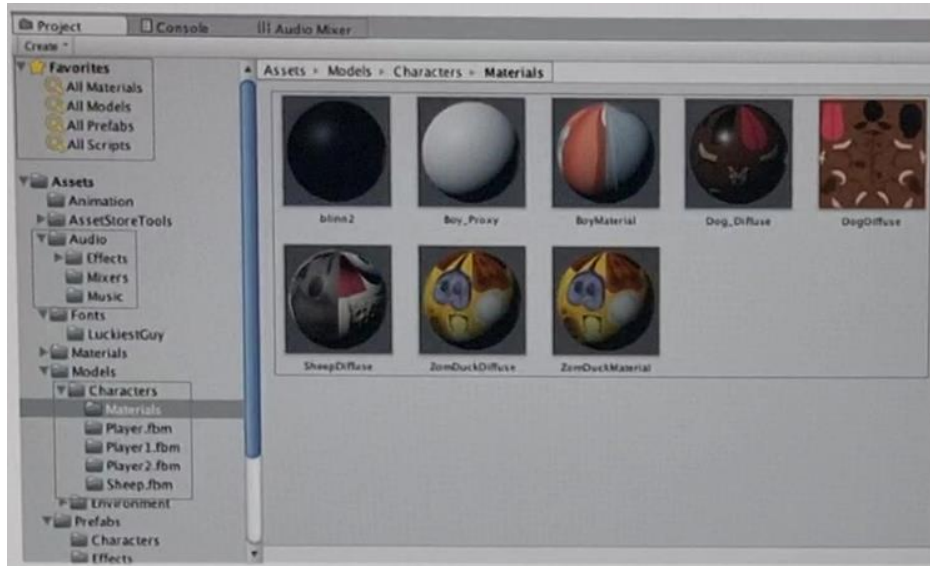 Project Console Audio Mixer
Create
Favorites
All Materials
All Models
All Prefabs
All Scripts
Assets
Animation
AssetStoreTools
Audio
Effects
Mixers
Music
Fonts
LuckiestGuy
Materials
Models
Characters
Materials
Player.fbm
Player1.fbm
Player2.fbm
Sheep.fbm
Environment
Prefabs
Characters
Effects
Assets Models Characters Materials
blinn2 Boy_Proxy BoyMaterial Dog_Diffuse DogDiffuse
SheepDiffuse ZomDuckDiffuse ZomDuckMaterial